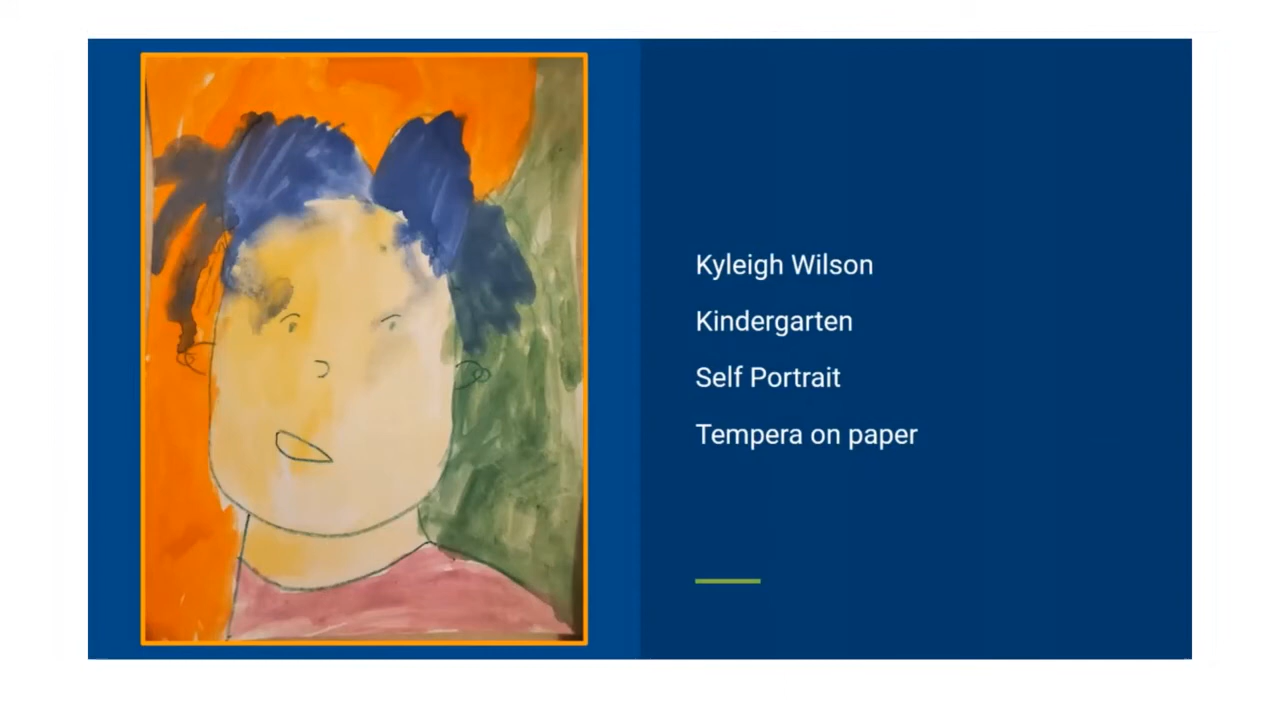 Kyleigh Wilson
Kindergarten
Self Portrait
Tempera on paper